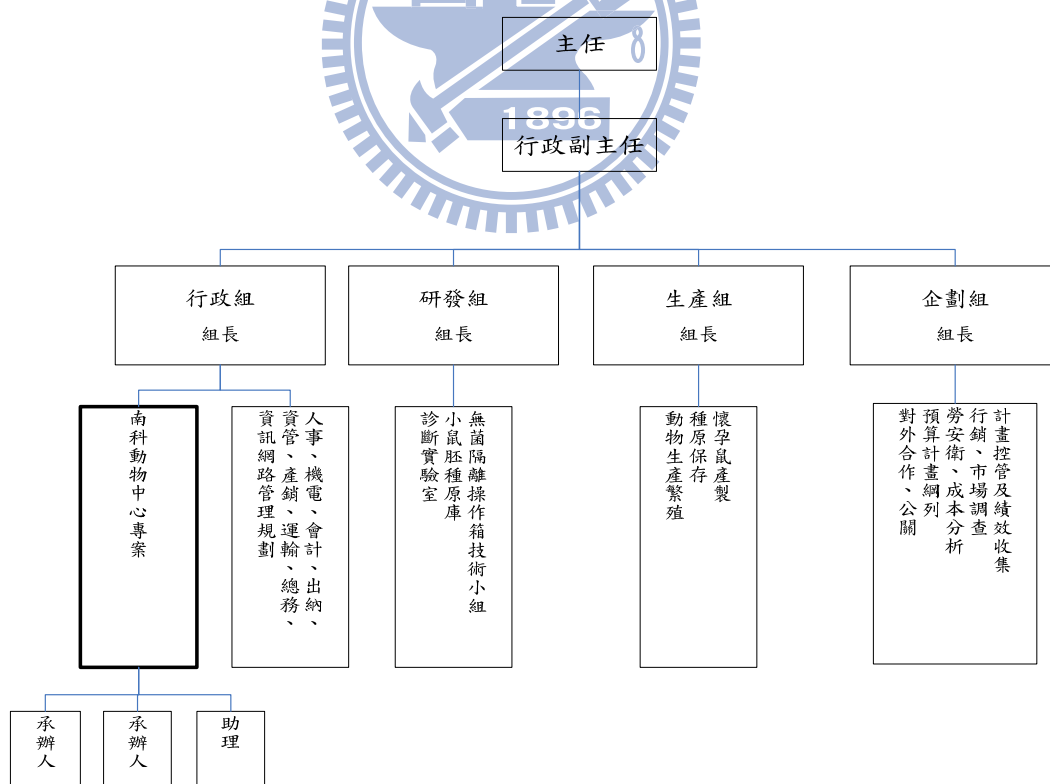 主任
1896
行政副主任
行政組
組長
研發組
組長
生產組
組長
企劃組
組長
南科動物中心專案
人事、機電、會計、出納、
資管、產銷、運輸、總務、
資訊網路管理規劃
無菌隔離操作箱技術小組
小鼠胚種原庫
診斷實驗室
懷孕鼠產製
種原保存
動物生產繁殖
計畫控管及績效收集
行銷、市場調查
勞安衛、成本分析
預算計畫綱列
對外合作、公關
承辦人
承辦人
助理